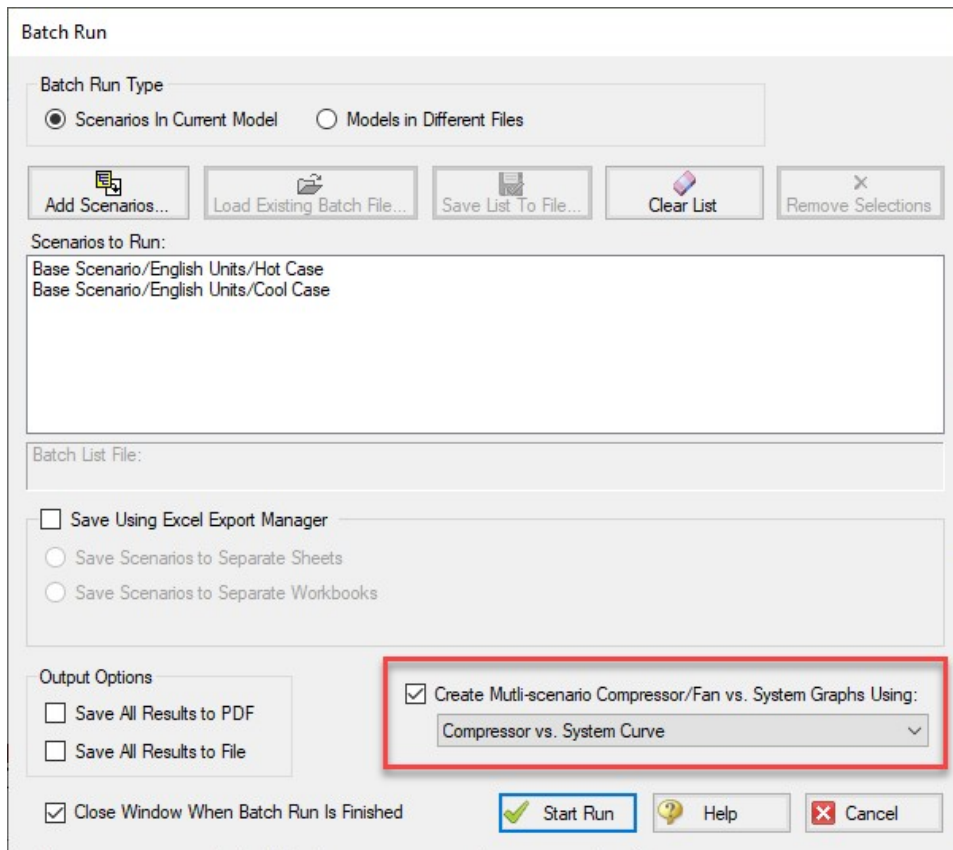 Batch Run
Batch Run Type
Scenarios In Current Model Models in Different Files
Add Scenarios... Load Existing Batch File... Save List To File... Clear List Remove Selections
Scenarios to Run:
Base Scenario/English Units/Hot Case
Base Scenario/English Units/Cool Case
Batch List File:
Save Using Excel Export Manager
Save Scenarios to Separate Sheets
Save Scenarios to Separate Workbooks
Output Options
Save All Results to PDF
Save All Results to File
Create Mutli-scenario Compressor/Fan vs. System Graphs Using:
Compressor vs. System Curve
Close Window When Batch Run Is Finished Start Run Help Cancel